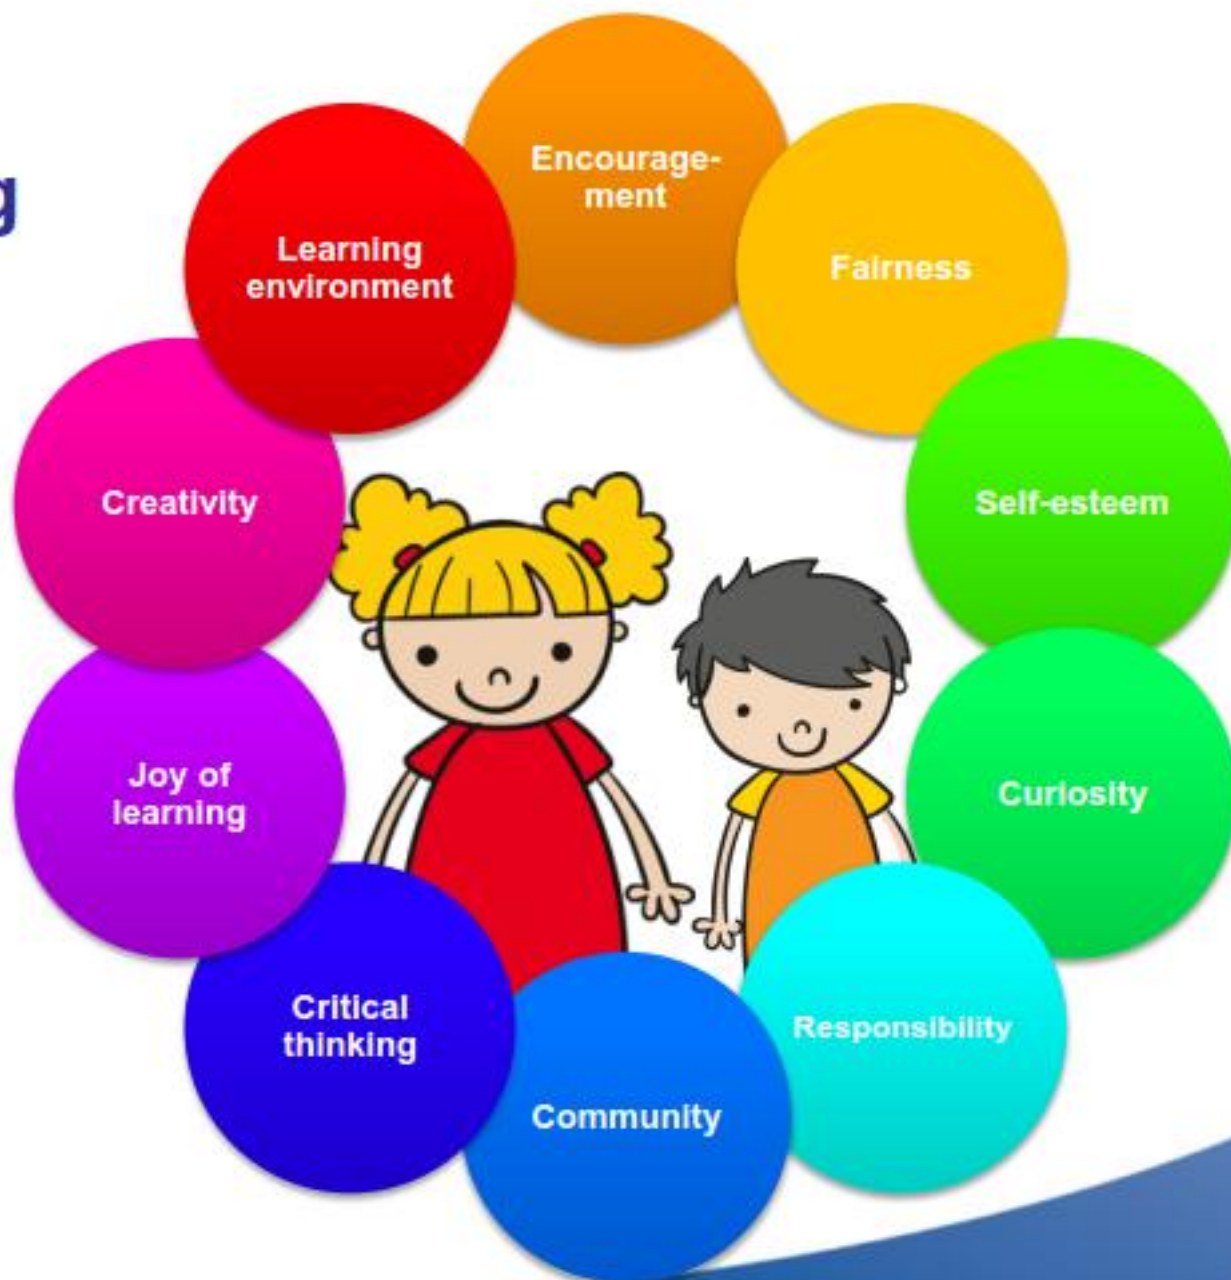 g
Encourage-
ment
Fairness
Self-esteem
Curiosity
Responsibility
Community
Critical
thinking
Joy of
learning
Creativity
Learning
environment